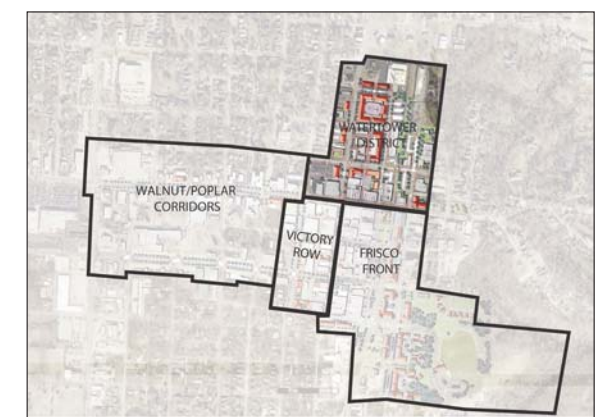 WATERTOWER
DISTRICT
WALNUT/POPLAR
CORRIDORS
VICTORY
ROW
FRISCO
FRONT